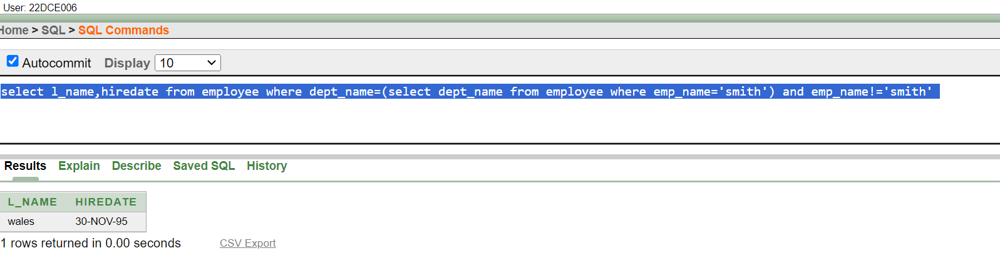 User: 22DCE006
Home > SQL > SQL Commands
Autocommit Display 10
select l_name,hiredate from employee where dept_name=(select dept_name from employee where emp_name='smith') and emp_name!='smith'
Results Explain Describe Saved SQL History
L_NAME HIREDATE
wales 30-NOV-95
1 rows returned in 0.00 seconds CSV Export